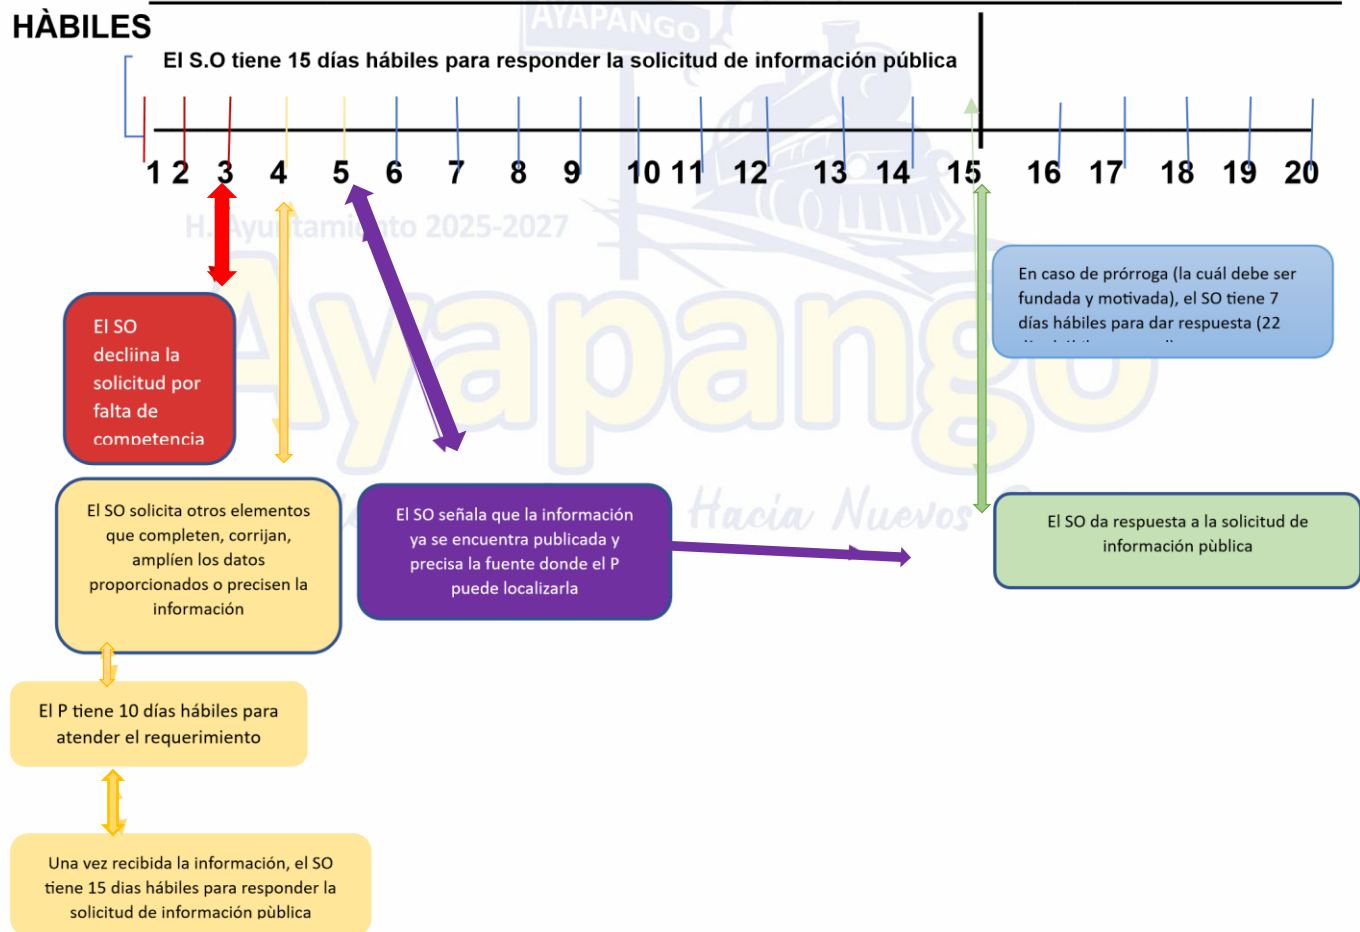 HÀBILES
El S.O tiene 15 días hábiles para responder la solicitud de información pública
1 2 3 4 5 6 7 8 9 10 11 12 13 14 15 16 17 18 19 20
AYAPANGO
H. Ayuntamiento 2025-2027
Ayapango
Hacia Nuevos
El SO
decliina la
solicitud por
falta de
competencia
En caso de prórroga (la cuál debe ser
fundada y motivada), el SO tiene 7
días hábiles para dar respuesta (22
El SO solicita otros elementos
que completen, corrijan,
amplíen los datos
proporcionados o precisen la
información
El SO señala que la información
ya se encuentra publicada y
precisa la fuente donde el P
puede localizarla
El SO da respuesta a la solicitud de
información pùblica
El P tiene 10 días hábiles para
atender el requerimiento
Una vez recibida la información, el SO
tiene 15 dias hábiles para responder la
solicitud de información pùblica